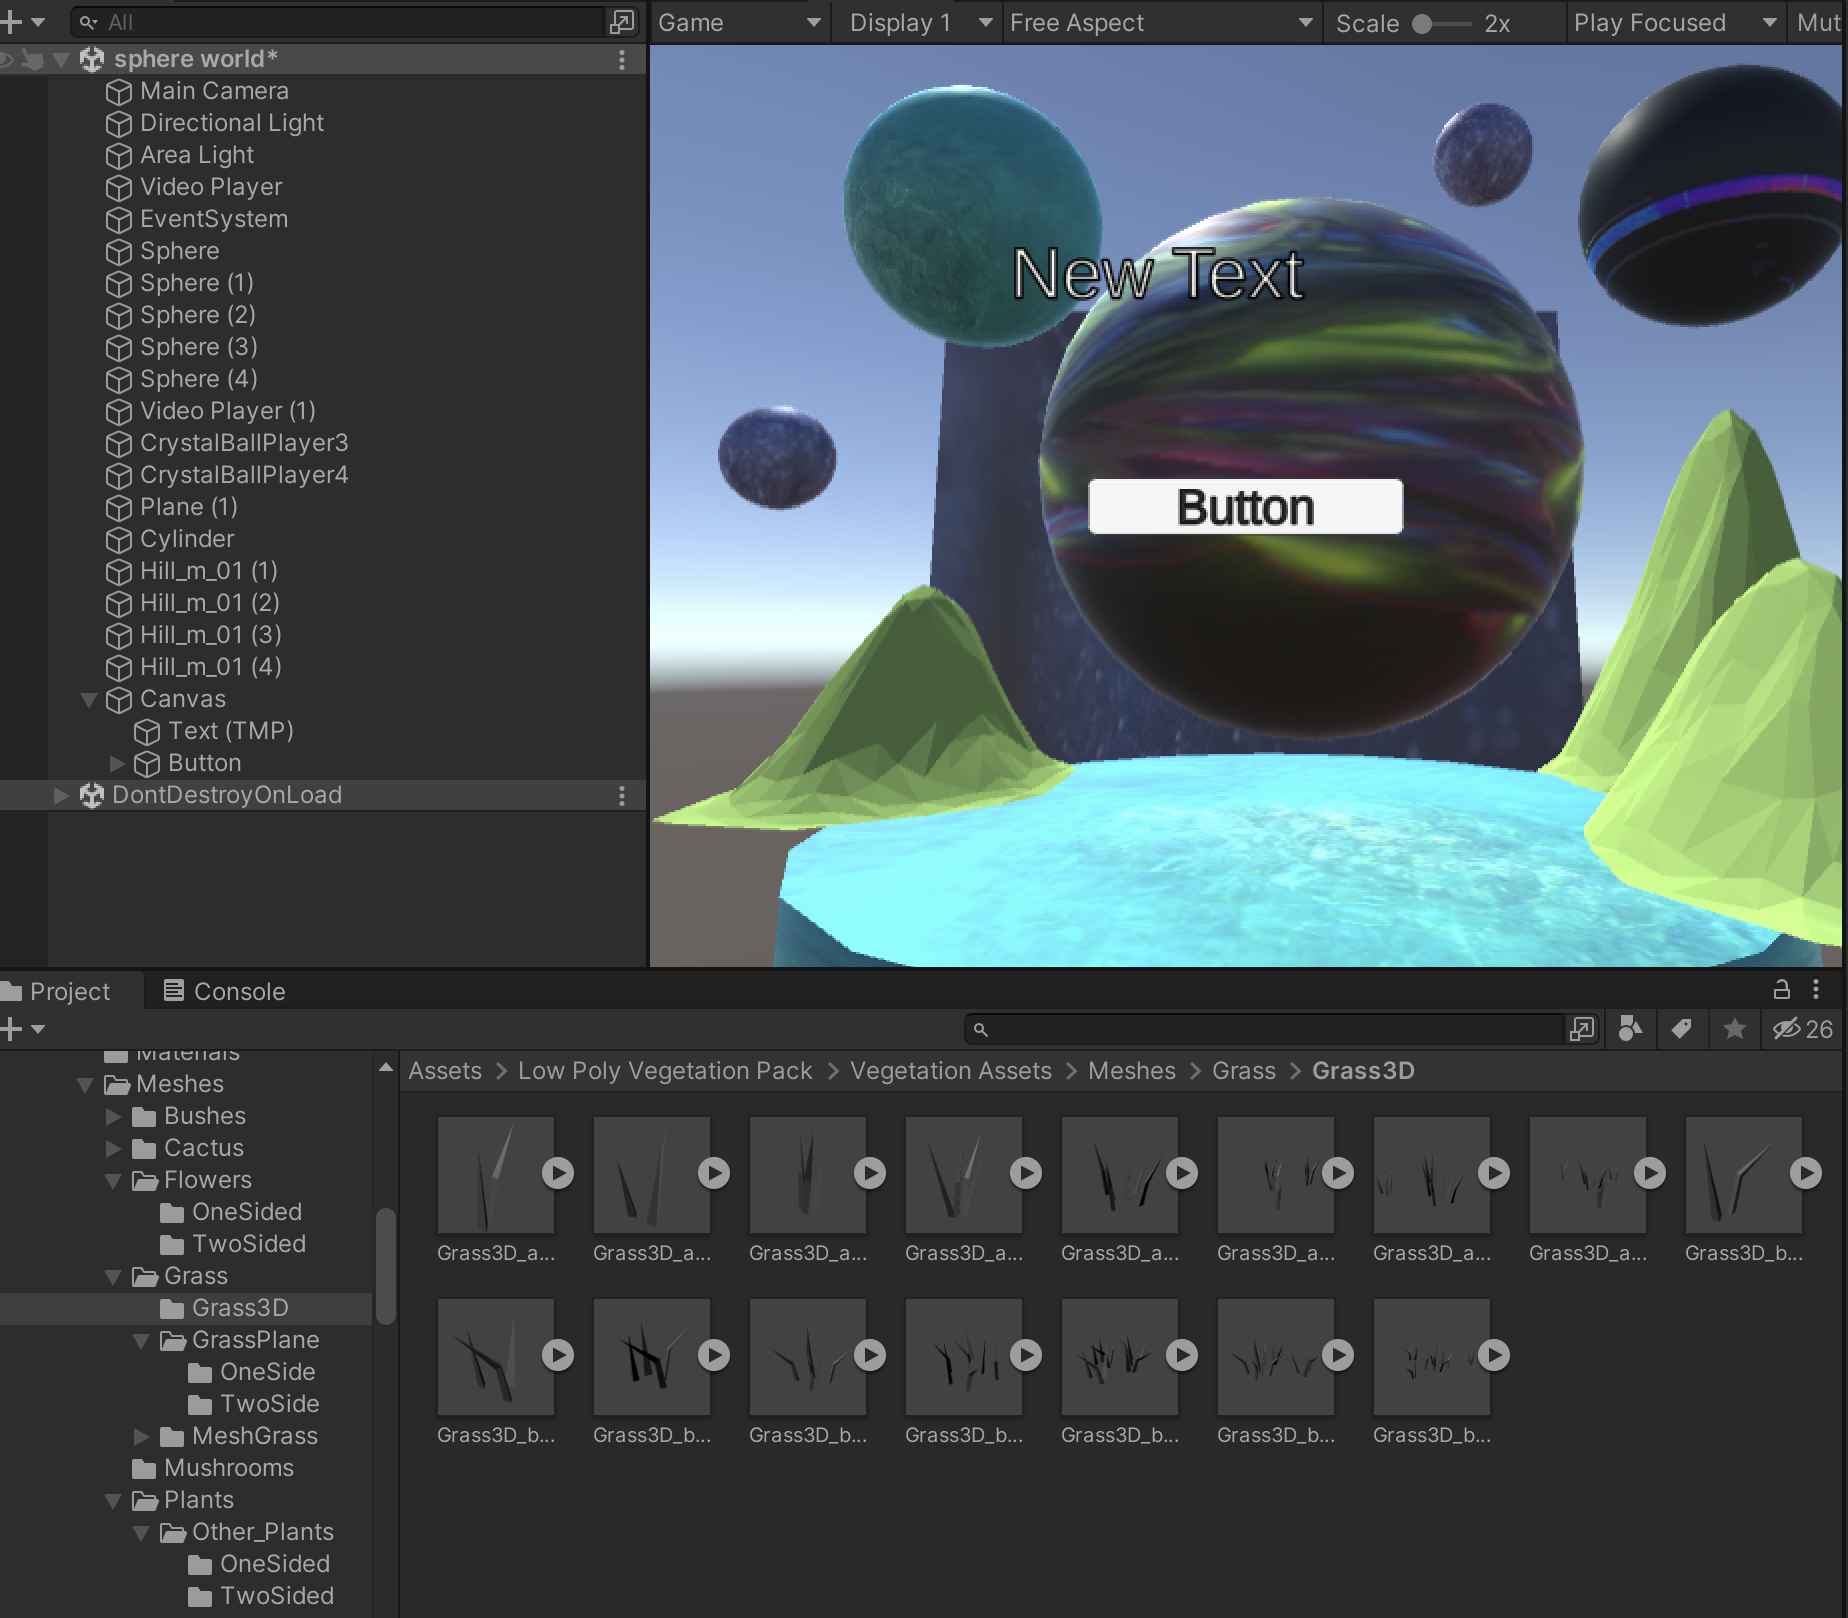 All
sphere world*
Main Camera
Directional Light
Area Light
Video Player
EventSystem
Sphere
Sphere (1)
Sphere (2)
Sphere (3)
Sphere (4)
Video Player (1)
CrystalBallPlayer3
CrystalBallPlayer4
Plane (1)
Cylinder
Hill_m_01 (1)
Hill_m_01 (2)
Hill_m_01 (3)
Hill_m_01 (4)
Canvas
Text (TMP)
Button
DontDestroyOnLoad
Game Display 1 Free Aspect Scale 2x Play Focused Mut
New Text
Button
Project Console
26
Materials
Meshes
Bushes
Cactus
Flowers
OneSided
TwoSided
Grass
Grass3D
GrassPlane
OneSide
TwoSide
MeshGrass
Mushrooms
Plants
Other_Plants
OneSided
TwoSided
Assets > Low Poly Vegetation Pack > Vegetation Assets > Meshes > Grass > Grass3D
Grass3D_a... Grass3D_a... Grass3D_a... Grass3D_a... Grass3D_a... Grass3D_a... Grass3D_a... Grass3D_a... Grass3D_b...
Grass3D_b... Grass3D_b... Grass3D_b... Grass3D_b... Grass3D_b... Grass3D_b... Grass3D_b...